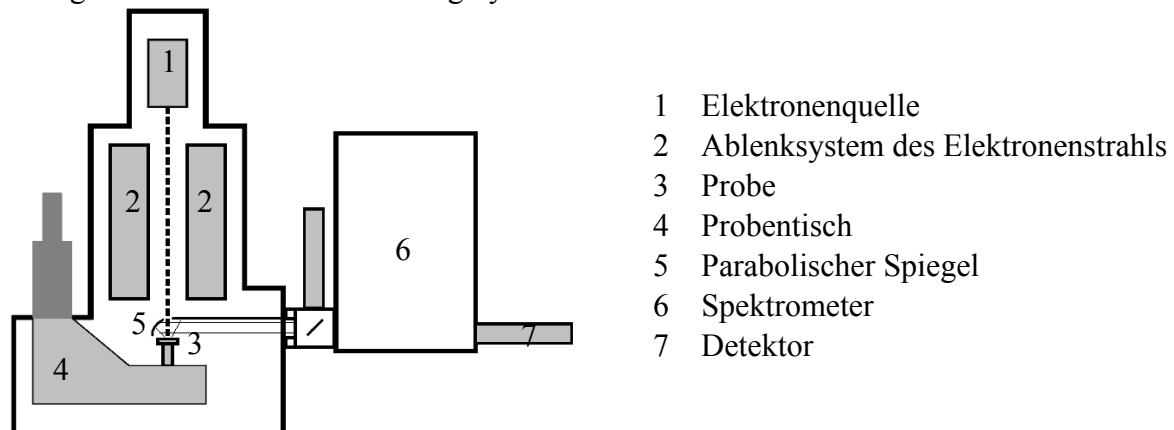 1
2
2
6
5
3
7
4
1 Elektronenquelle
2 Ablenksystem des Elektronenstrahls
3 Probe
4 Probentisch
5 Parabolischer Spiegel
6 Spektrometer
7 Detektor